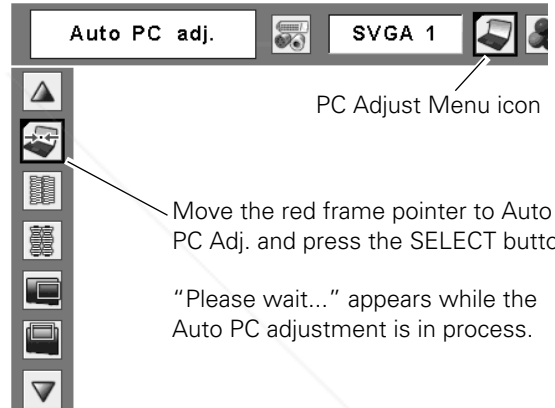 Auto PC adj.
SVGA 1
PC Adjust Menu icon
Move the red frame pointer to Auto
PC Adj. and press the SELECT butto
“Please wait...” appears while the
Auto PC adjustment is in process.